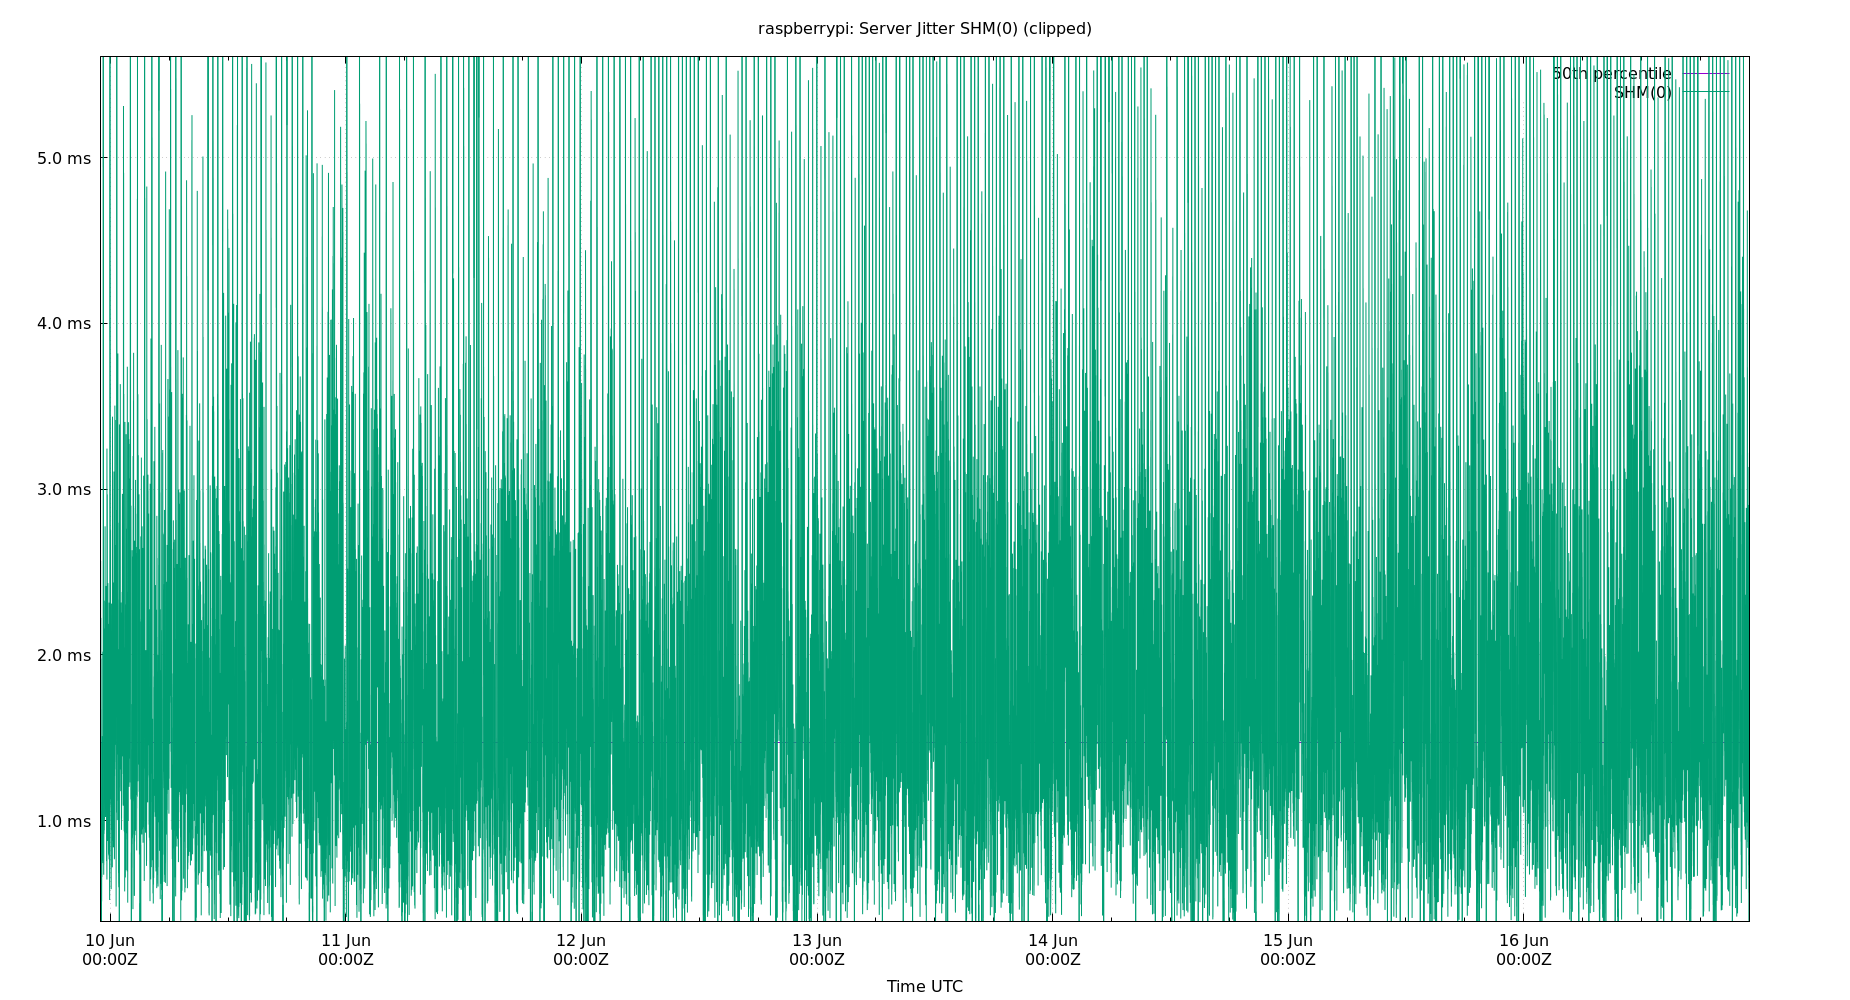 raspberrypi: Server Jitter SHM(0) (clipped)
50th percentile
SHM(0)
5.0 ms
4.0 ms
3.0 ms
2.0 ms
1.0 ms
10 Jun 11 Jun 12 Jun 13 Jun 14 Jun 15 Jun 16 Jun
00:00Z 00:00Z 00:00Z 00:00Z 00:00Z 00:00Z 00:00Z
Time UTC